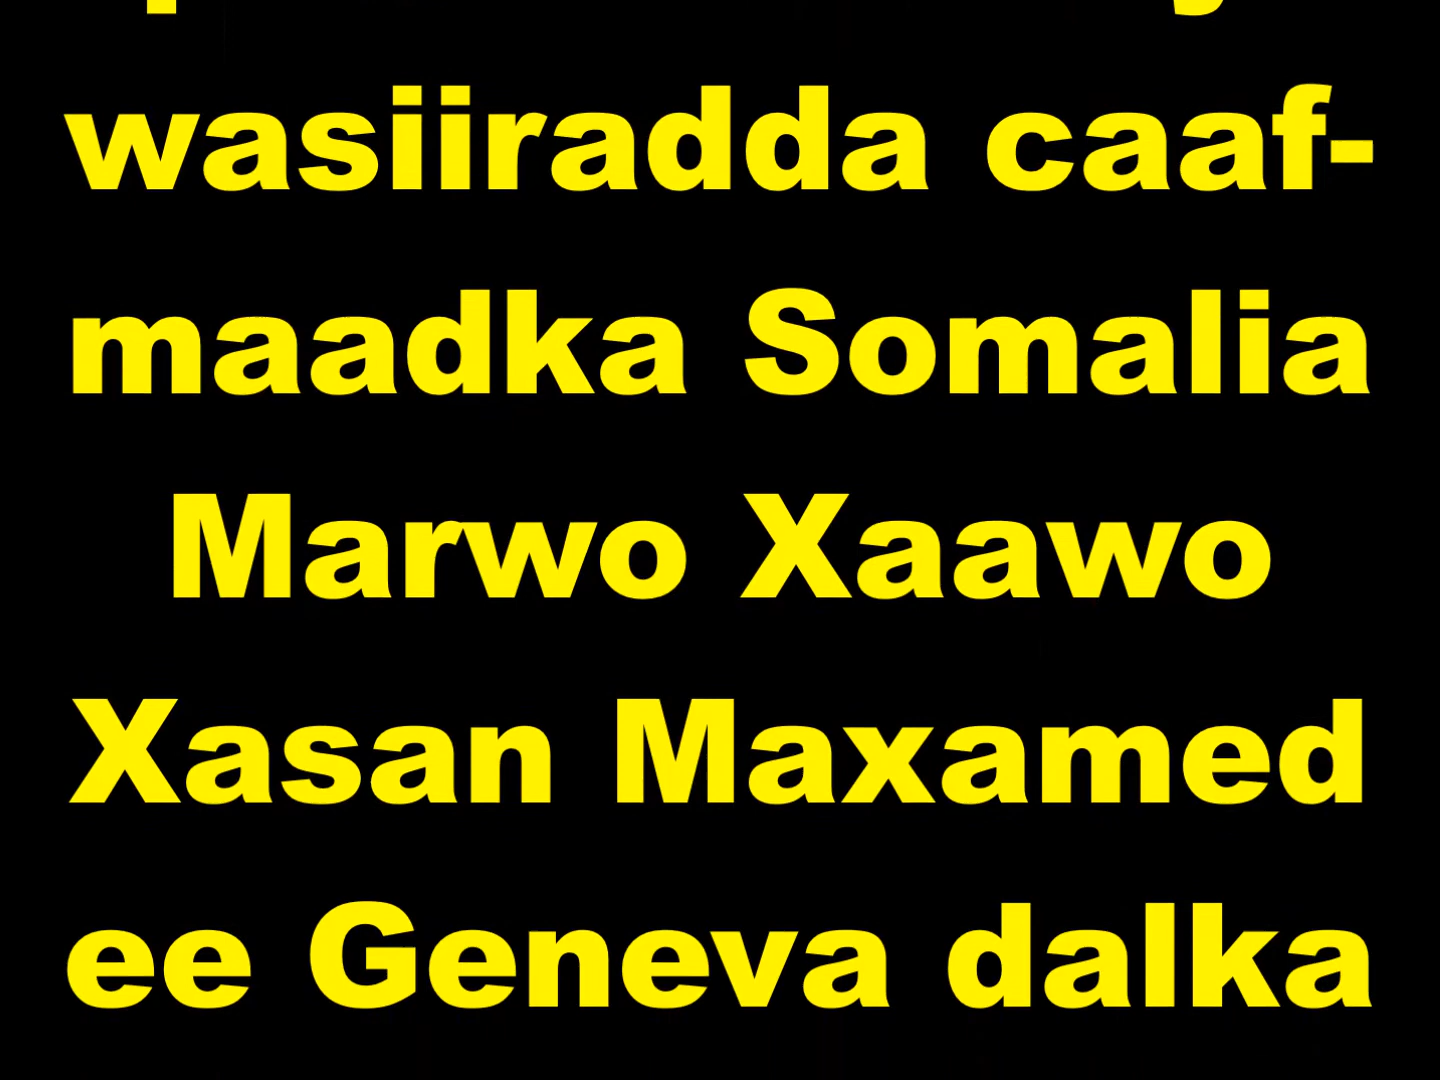 wasiiradda caaf-
maadka Somalia
Marwo Xaawo
Xasan Maxamed
ee Geneva dalka